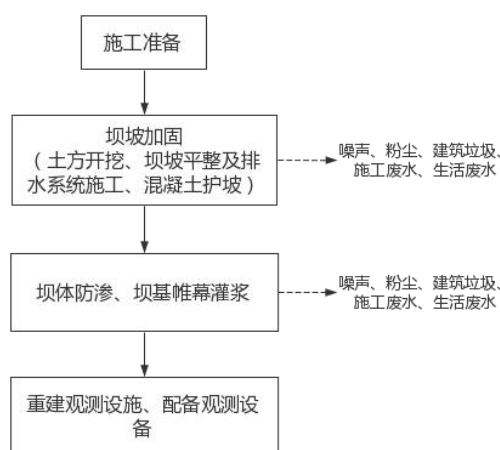 施工准备
坝坡加固
（土方开挖、坝坡平整及排
水系统施工、混凝土护坡）
噪声、粉尘、建筑垃圾、
施工废水、生活废水
坝体防渗、坝基帷幕灌浆
噪声、粉尘、建筑垃圾、
施工废水、生活废水
重建观测设施、配备观测设
备